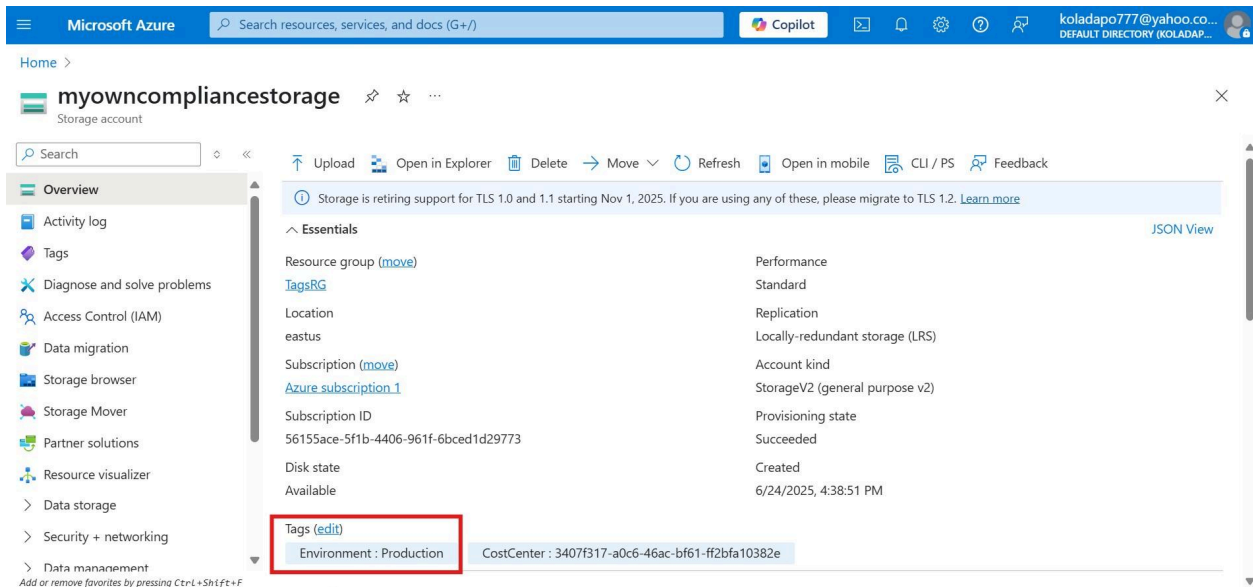 Microsoft Azure
Search resources, services, and docs (G+/)
Copilot
koladapo777@yahoo.co...
DEFAULT DIRECTORY (KOLADAP...
Home >
myowncompliancestorage
Storage account
Search
Overview
Activity log
Tags
Diagnose and solve problems
Access Control (IAM)
Data migration
Storage browser
Storage Mover
Partner solutions
Resource visualizer
Data storage
Security + networking
Data management
Add or remove favorites by pressing Ctrl+Shift+F
Upload Open in Explorer Delete Move Refresh Open in mobile CLI / PS Feedback
Storage is retiring support for TLS 1.0 and 1.1 starting Nov 1, 2025. If you are using any of these, please migrate to TLS 1.2. Learn more
Essentials
JSON View
Resource group (move)
TagsRG
Location
eastus
Subscription (move)
Azure subscription 1
Subscription ID
56155ace-5f1b-4406-961f-6bced1d29773
Disk state
Available
Performance
Standard
Replication
Locally-redundant storage (LRS)
Account kind
StorageV2 (general purpose v2)
Provisioning state
Succeeded
Created
6/24/2025, 4:38:51 PM
Tags (edit)
Environment : Production
CostCenter : 3407f317-a0c6-46ac-bf61-ff2bfa10382e